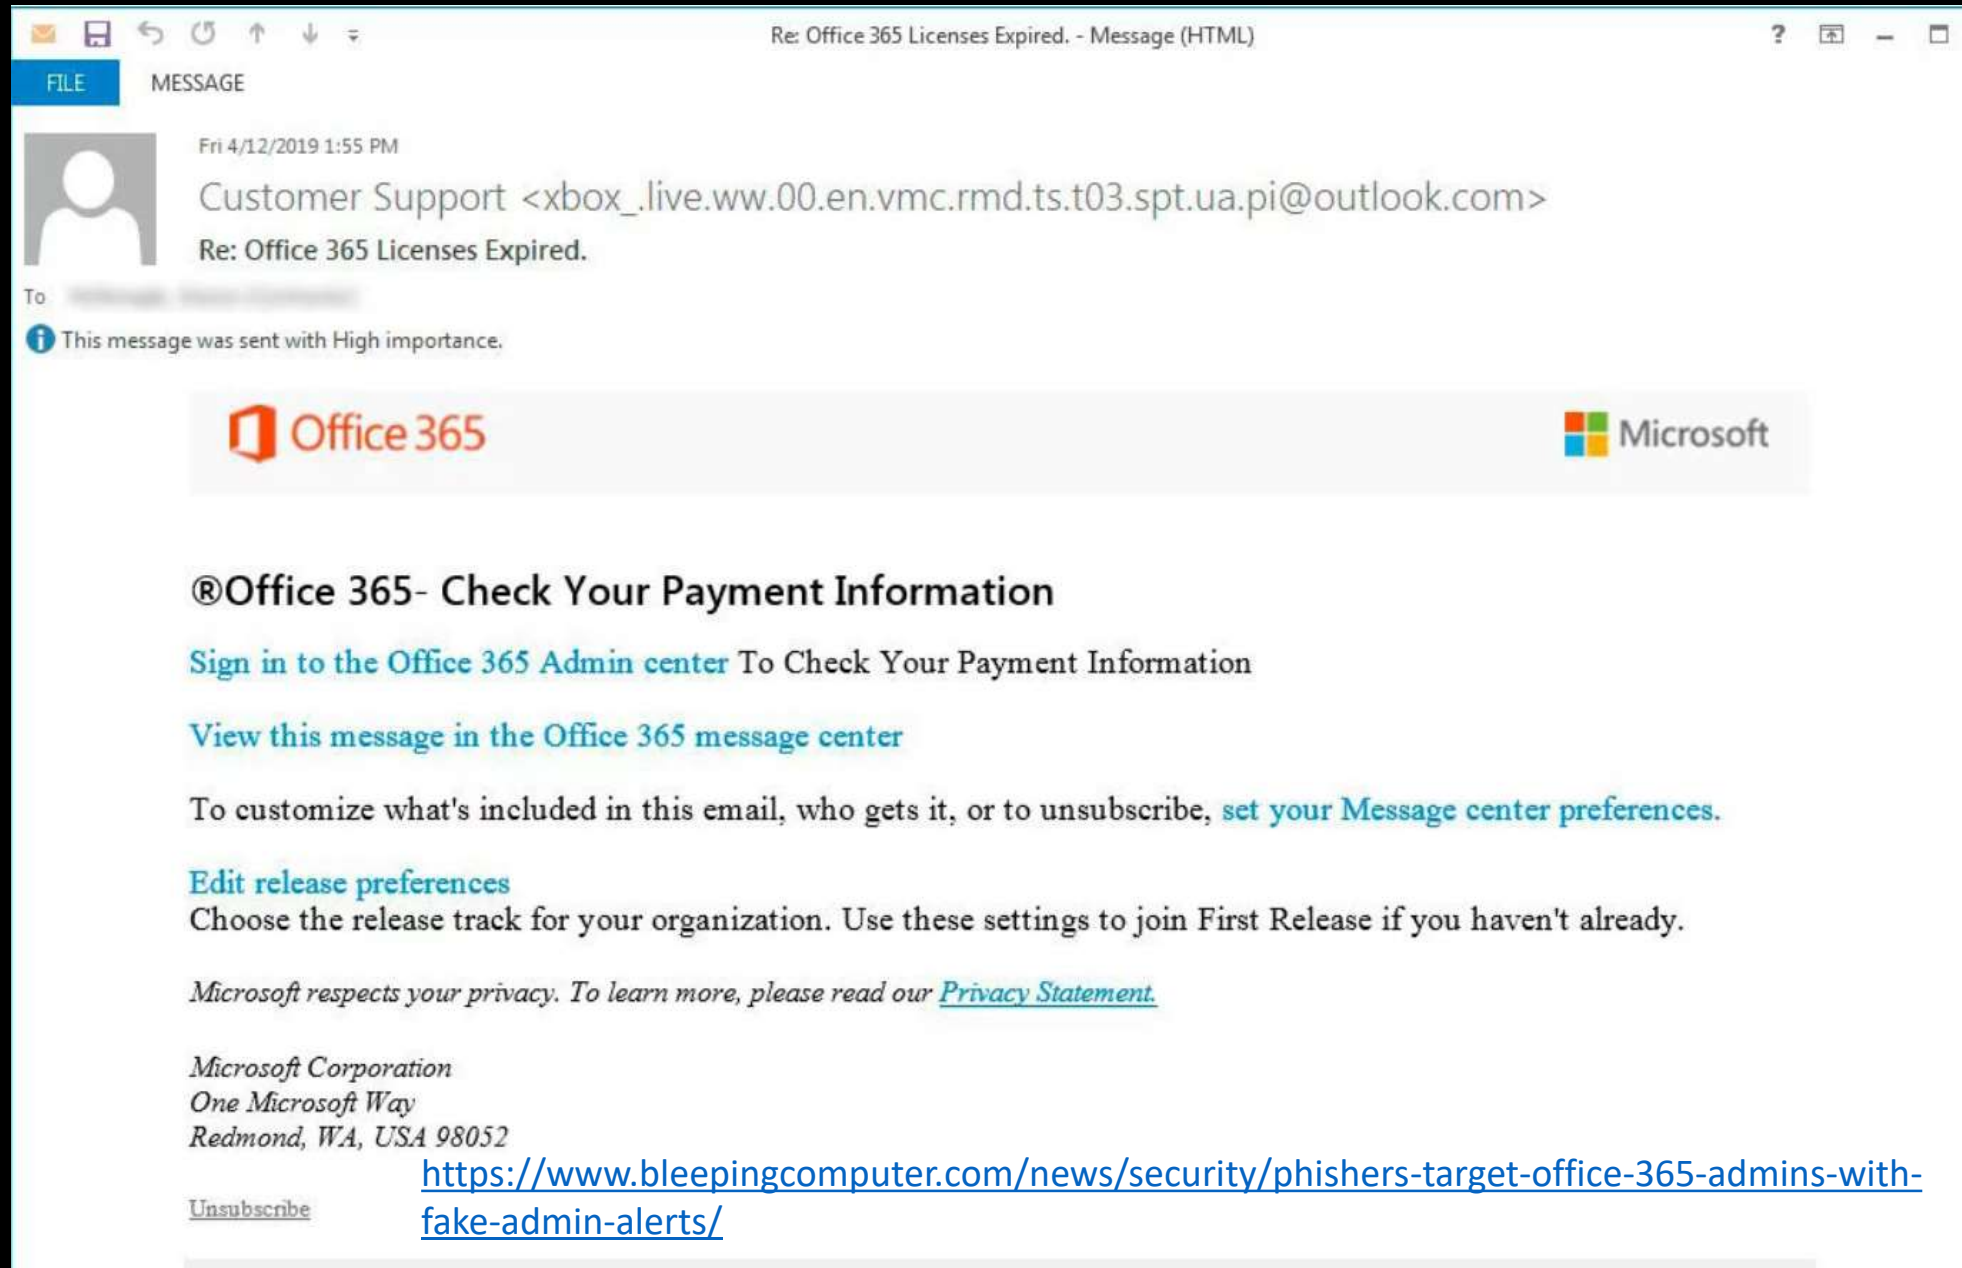 Re: Office 365 Licenses Expired. - Message (HTML)
?
FILE MESSAGE
Fri 4/12/2019 1:55 PM
Customer Support <xbox_.live.ww.00.en.vmc.rmd.ts.t03.spt.ua.pi@outlook.com>
Re: Office 365 Licenses Expired.
To
This message was sent with High importance.
Office 365 Microsoft
®Office 365- Check Your Payment Information
Sign in to the Office 365 Admin center To Check Your Payment Information
View this message in the Office 365 message center
To customize what's included in this email, who gets it, or to unsubscribe, set your Message center preferences.
Edit release preferences
Choose the release track for your organization. Use these settings to join First Release if you haven't already.
Microsoft respects your privacy. To learn more, please read our Privacy Statement.
Microsoft Corporation
One Microsoft Way
Redmond, WA, USA 98052
https://www.bleepingcomputer.com/news/security/phishers-target-office-365-admins-with-
fake-admin-alerts/
Unsubscribe